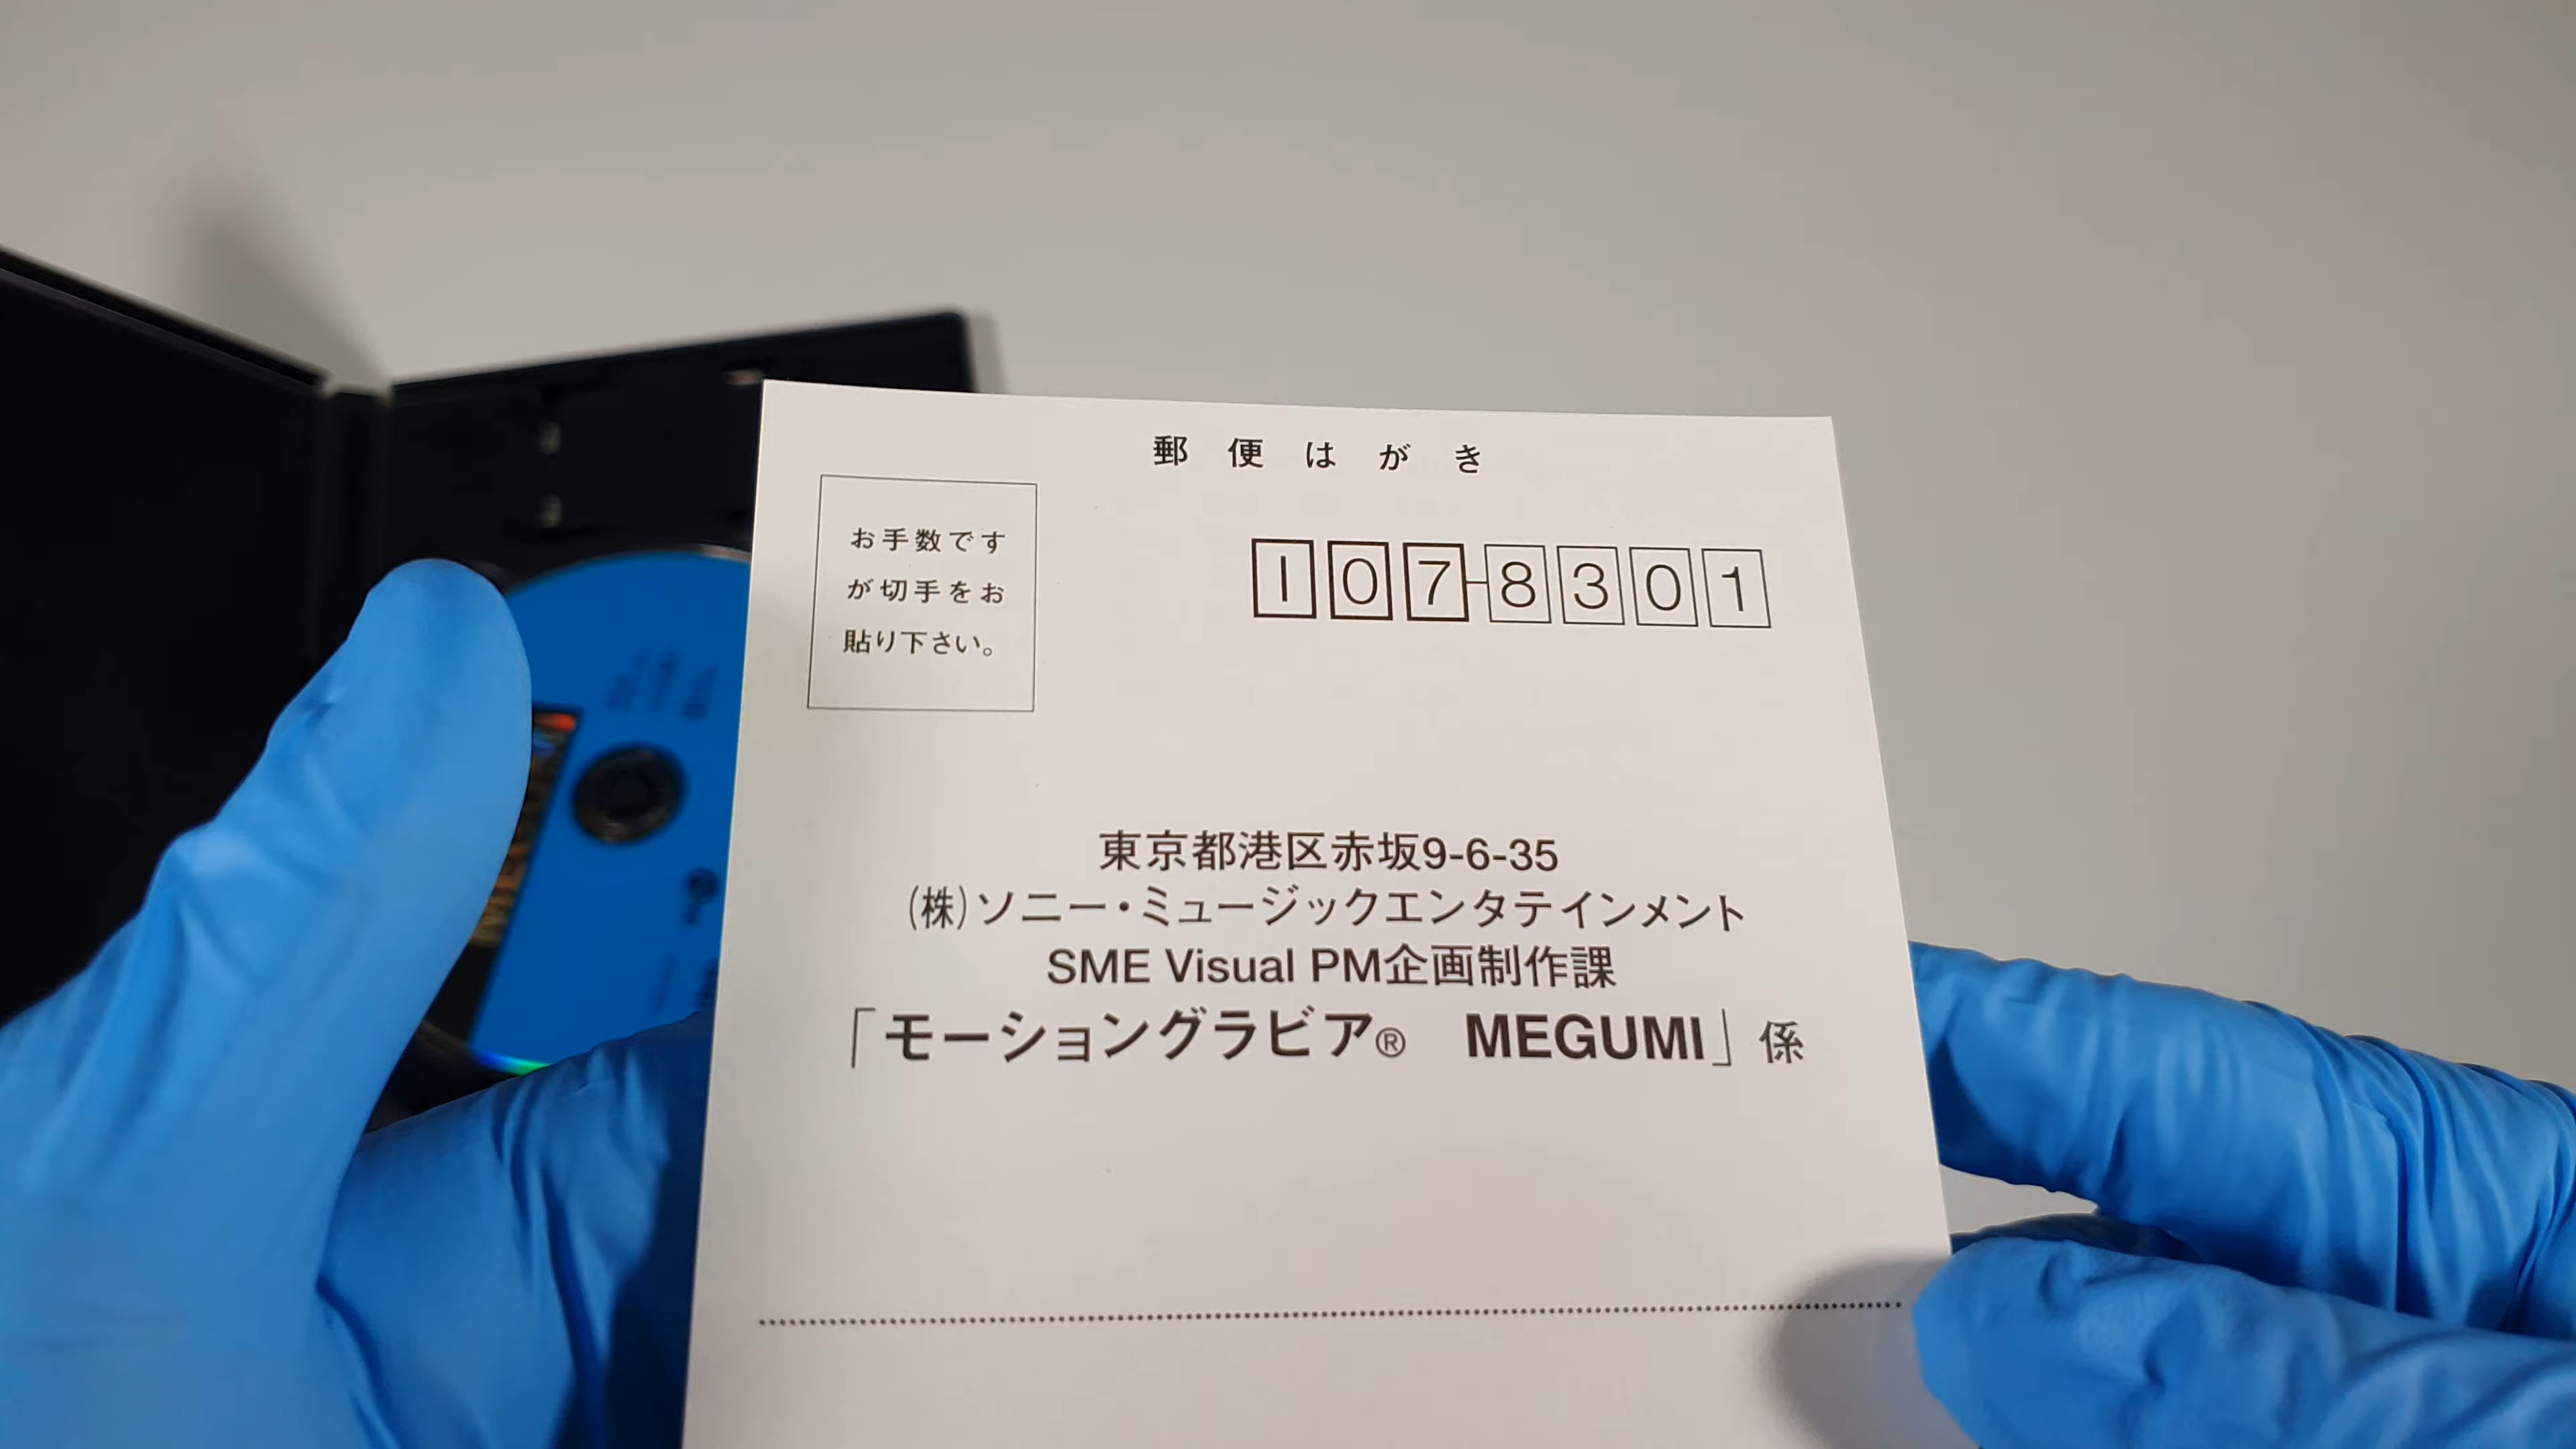 郵便はがき
お手数です
が切手をお
貼り下さい。
107-8301
東京都港区赤坂9-6-35
(株)ソニー・ミュージックエンタテインメント
SME Visual PM企画制作課
「モーショングラビア® MEGUMI」係